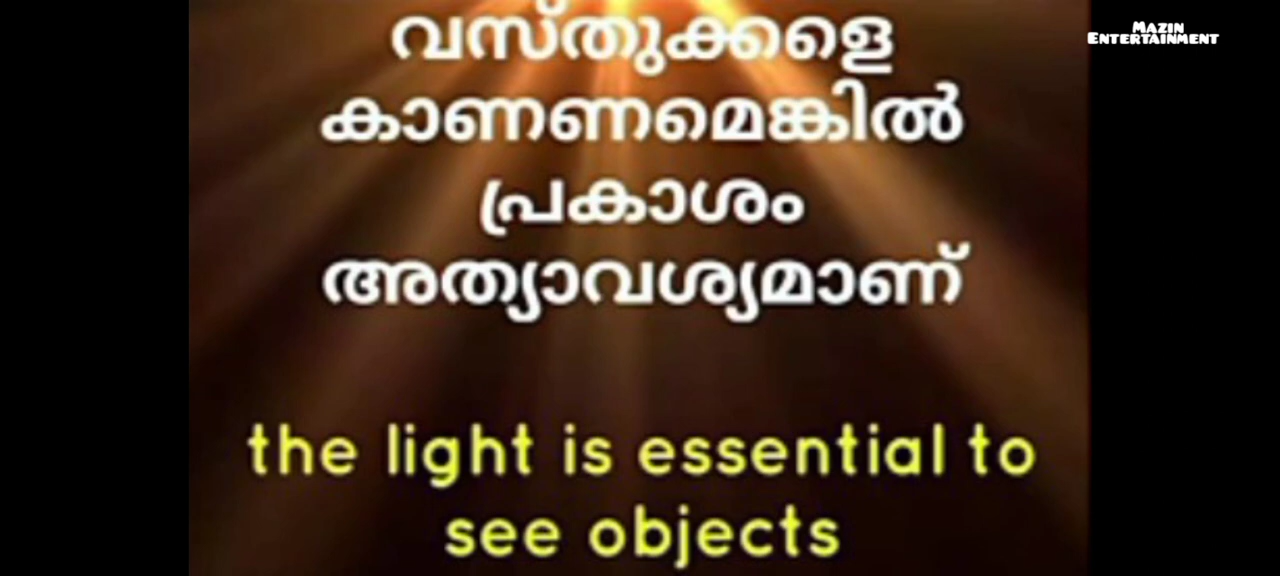 വസ്തുക്കളെ
കാണണമെങ്കിൽ
പ്രകാശം
അത്യാവശ്യമാണ്
the light is essential to
see objects
MAZIN
ENTERTAINMENT